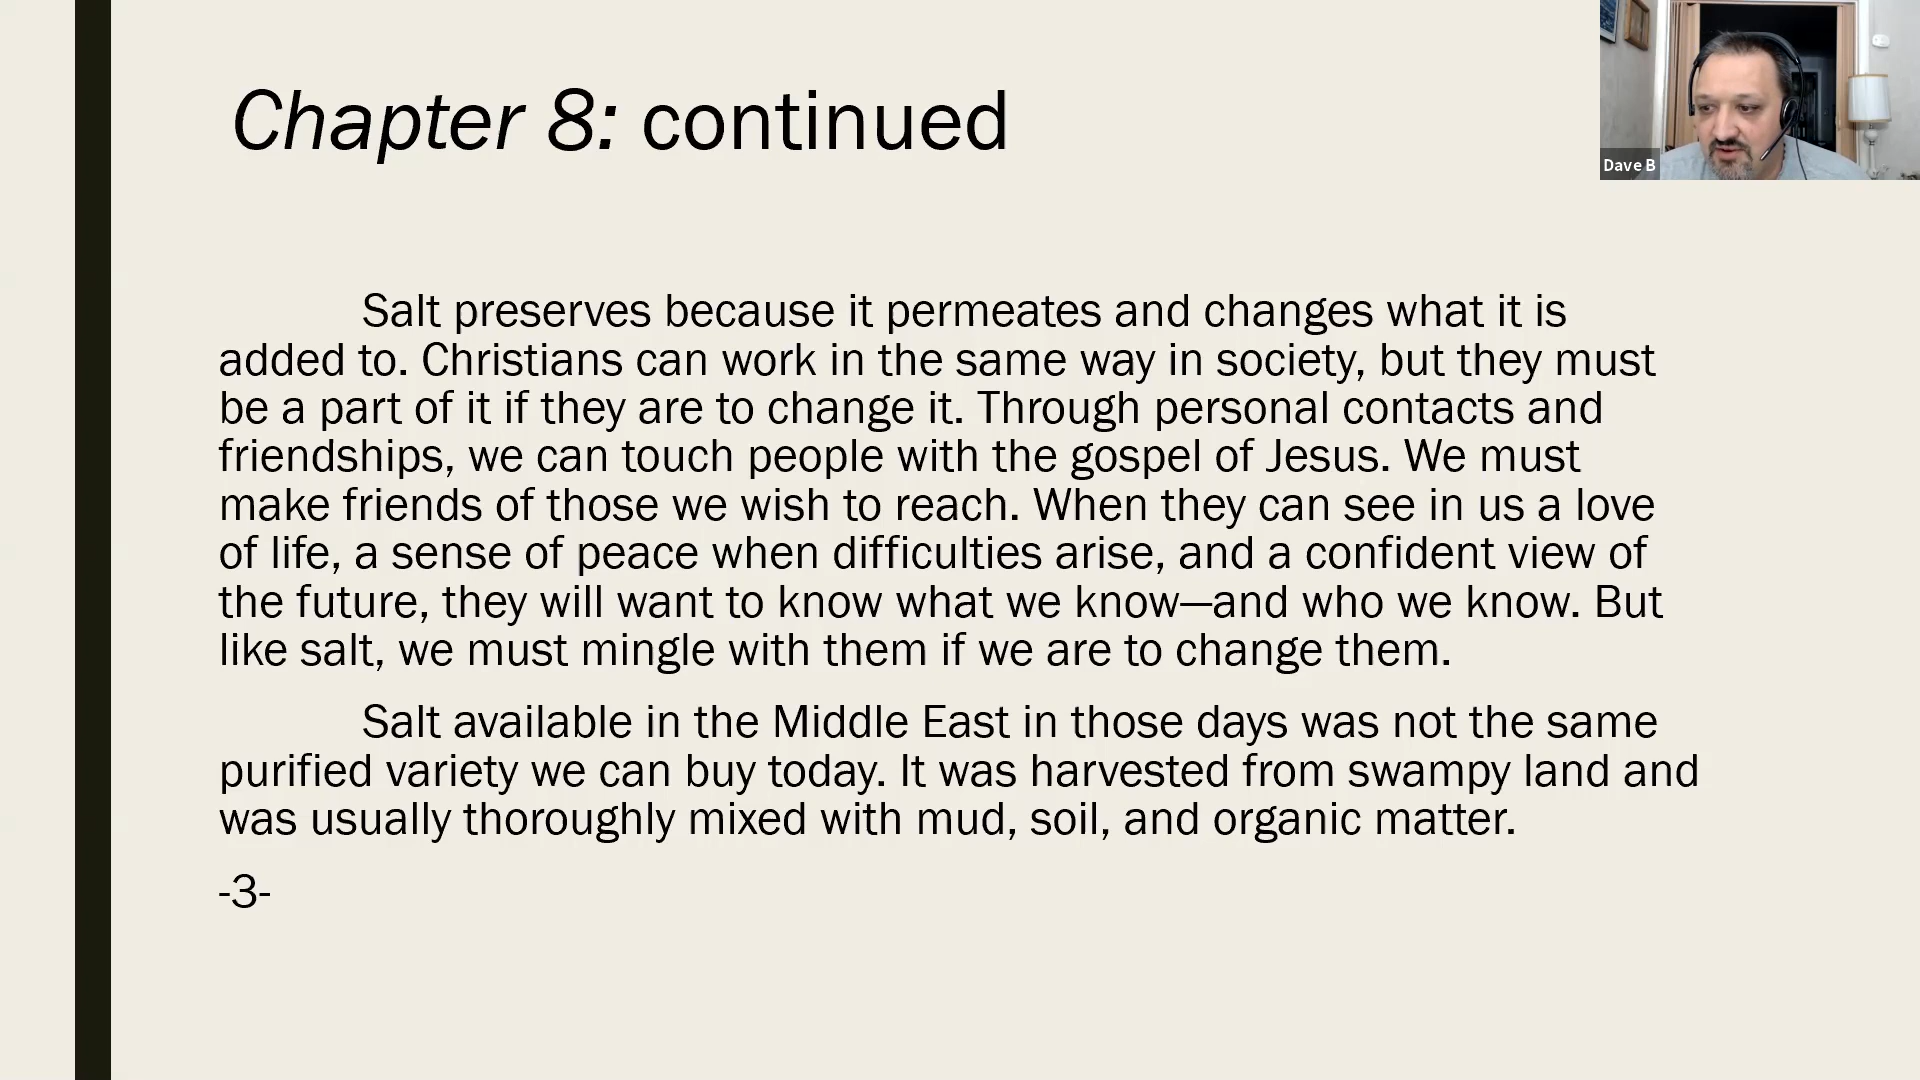 Chapter 8: continued
Dave B
Salt preserves because it permeates and changes what it is
added to. Christians can work in the same way in society, but they must
be a part of it if they are to change it. Through personal contacts and
friendships, we can touch people with the gospel of Jesus. We must
make friends of those we wish to reach. When they can see in us a love
of life, a sense of peace when difficulties arise, and a confident view of
the future, they will want to know what we know—and who we know. But
like salt, we must mingle with them if we are to change them.
Salt available in the Middle East in those days was not the same
purified variety we can buy today. It was harvested from swampy land and
was usually thoroughly mixed with mud, soil, and organic matter.
-3-